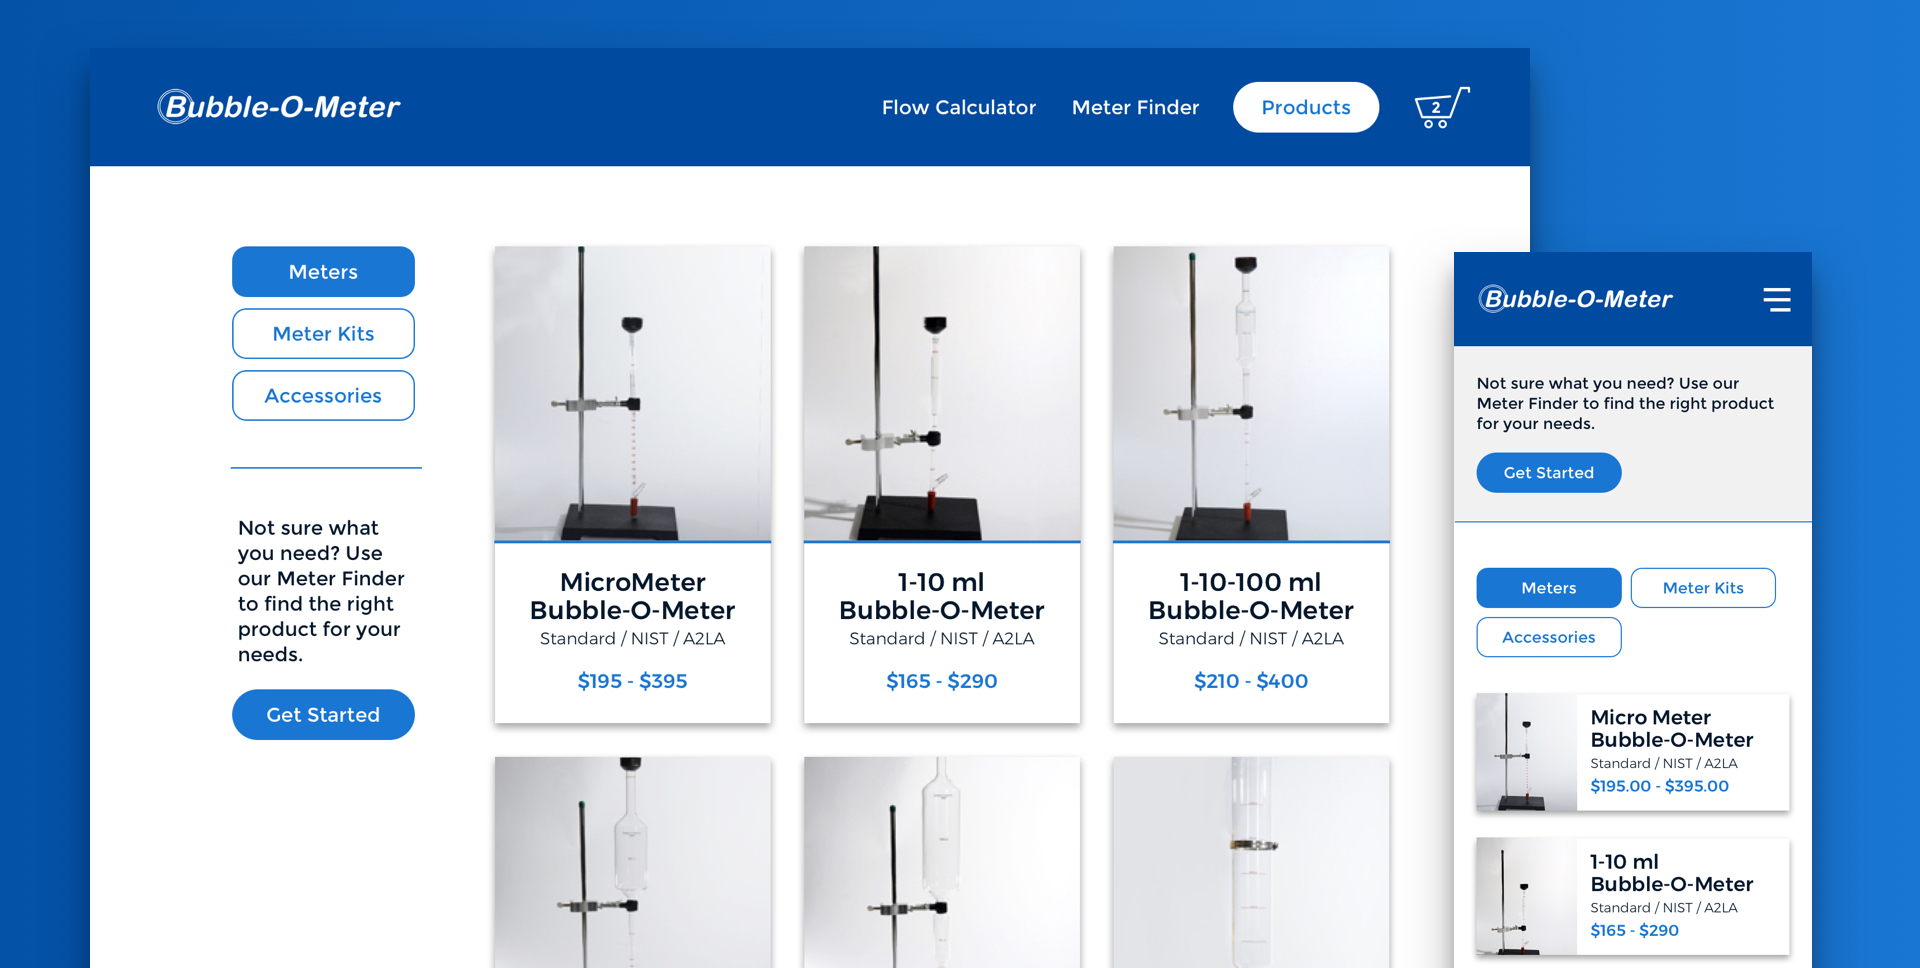 Bubble-O-Meter
Flow Calculator
Meter Finder
Products
2
Meters
Meter Kits
Accessories
Not sure what
you need? Use
our Meter Finder
to find the right
product for your
needs.
Get Started
MicroMeter
Bubble-O-Meter
Standard / NIST / A2LA
$195 - $395
1-10 ml
Bubble-O-Meter
Standard / NIST / A2LA
$165 - $290
1-10-100 ml
Bubble-O-Meter
Standard / NIST / A2LA
$210 - $400
Bubble-O-Meter
Not sure what you need? Use our
Meter Finder to find the right product
for your needs.
Get Started
Meters
Meter Kits
Accessories
Micro Meter
Bubble-O-Meter
Standard / NIST / A2LA
$195.00 - $395.00
1-10 ml
Bubble-O-Meter
Standard / NIST / A2LA
$165 - $290